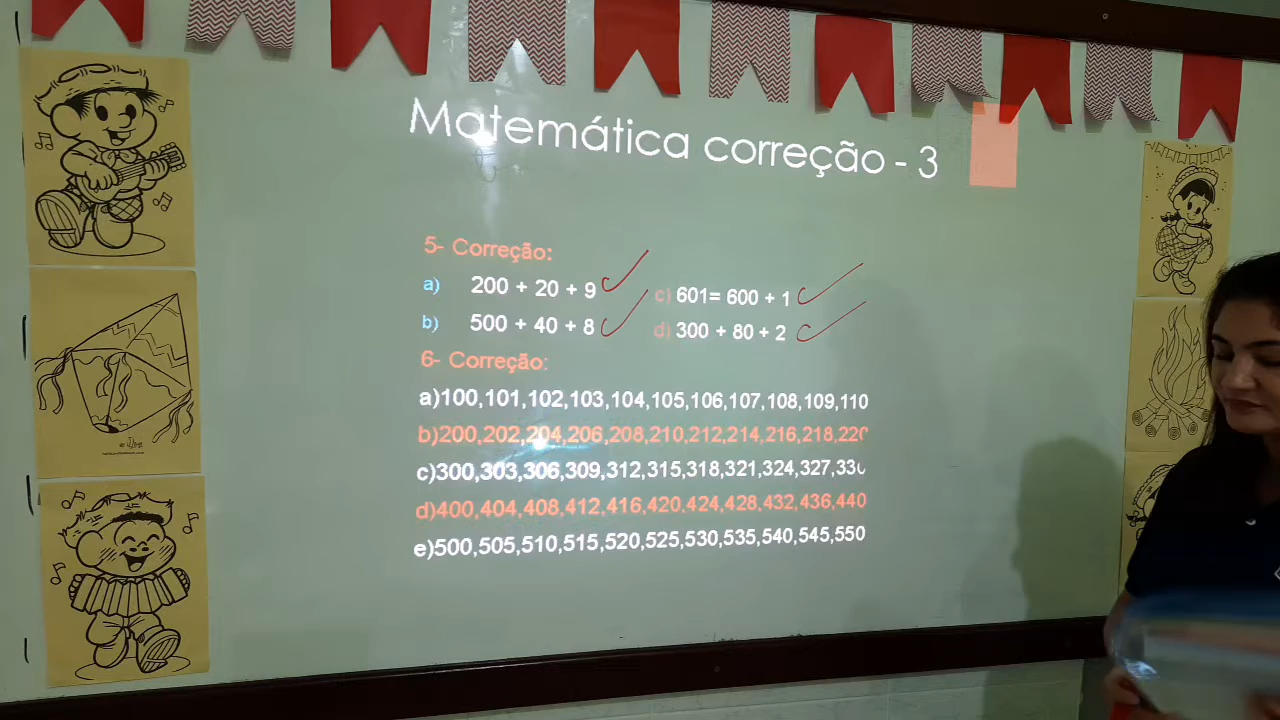 Matemática correção - 3
5- Correção:
a) 200 + 20 + 9
c) 601= 600 + 1
b) 500 + 40 + 8
d) 300 + 80 + 2
6- Correção:
a)100,101,102,103,104,105,106,107,108,109,110
b)200,202,204,206,208,210,212,214,216,218,220
c)300,303,306,309,312,315,318,321,324,327,330
d)400,404,408,412,416,420,424,428,432,436,440
e)500,505,510,515,520,525,530,535,540,545,550